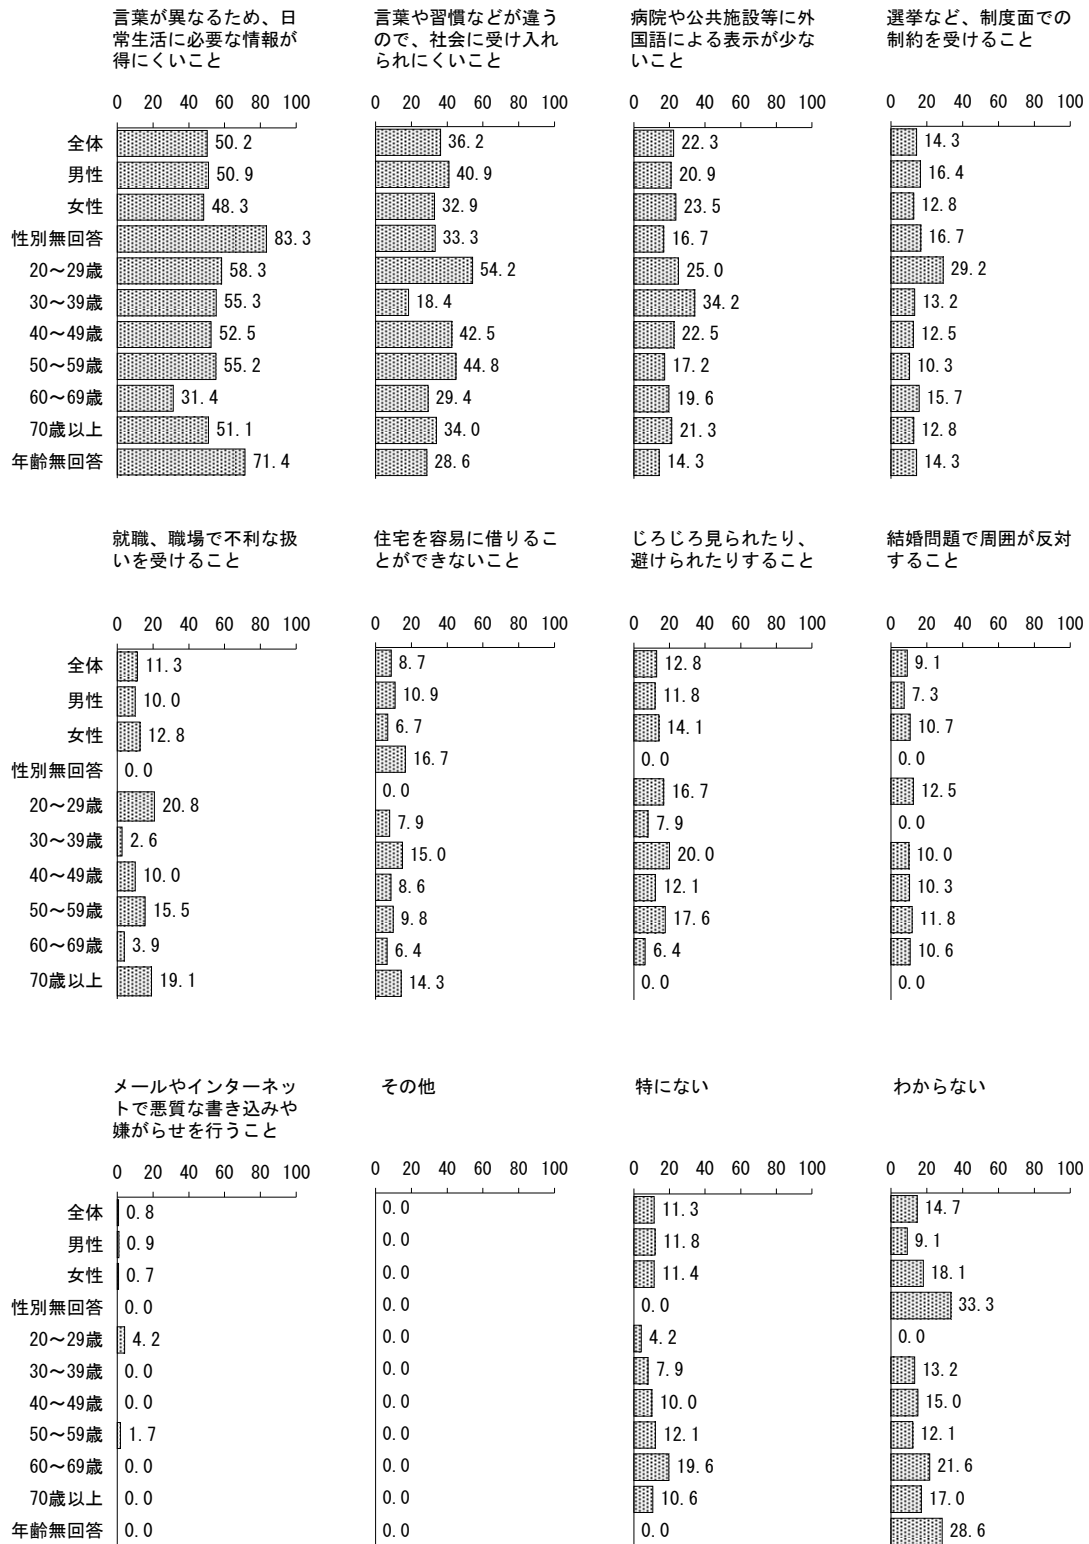 言葉が異なるため、日
常生活に必要な情報が
得にくいこと
言葉や習慣などが違う
ので、社会に受け入れ
られにくいこと
病院や公共施設等に外
国語による表示が少な
いこと
選挙など、制度面での
制約を受けること
0 20 40 60 80 100 0 20 40 60 80 100 0 20 40 60 80 100 0 20 40 60 80 100
全体 50.2 36.2 22.3 14.3
男性 50.9 40.9 20.9 16.4
女性 48.3 32.9 23.5 12.8
性別無回答 83.3 33.3 16.7 16.7
20～29歳 58.3 54.2 25.0 29.2
30～39歳 55.3 18.4 34.2 13.2
40～49歳 52.5 42.5 22.5 12.5
50～59歳 55.2 44.8 17.2 10.3
60～69歳 31.4 29.4 19.6 15.7
70歳以上 51.1 34.0 21.3 12.8
年齢無回答 71.4 28.6 14.3 14.3
就職、職場で不利な扱
いを受けること
住宅を容易に借りるこ
とができないこと
じろじろ見られたり、
避けられたりすること
結婚問題で周囲が反対
すること
0 20 40 60 80 100 0 20 40 60 80 100 0 20 40 60 80 100 0 20 40 60 80 100
全体 11.3 8.7 12.8 9.1
男性 10.0 10.9 11.8 7.3
女性 12.8 6.7 14.1 10.7
性別無回答 0.0 16.7 0.0 0.0
20～29歳 20.8 0.0 16.7 12.5
30～39歳 2.6 7.9 7.9 0.0
40～49歳 10.0 15.0 20.0 10.0
50～59歳 15.5 8.6 12.1 10.3
60～69歳 3.9 9.8 17.6 11.8
70歳以上 19.1 6.4 6.4 10.6
14.3 0.0 0.0
メールやインターネッ
トで悪質な書き込みや
嫌がらせを行うこと
その他
特にない
わからない
0 20 40 60 80 100 0 20 40 60 80 100 0 20 40 60 80 100 0 20 40 60 80 100
全体 0.8 0.0 11.3 14.7
男性 0.9 0.0 11.8 9.1
女性 0.7 0.0 11.4 18.1
性別無回答 0.0 0.0 0.0 33.3
20～29歳 4.2 0.0 4.2 0.0
30～39歳 0.0 0.0 7.9 13.2
40～49歳 0.0 0.0 10.0 15.0
50～59歳 1.7 0.0 12.1 12.1
60～69歳 0.0 0.0 19.6 21.6
70歳以上 0.0 0.0 10.6 17.0
年齢無回答 0.0 0.0 0.0 28.6